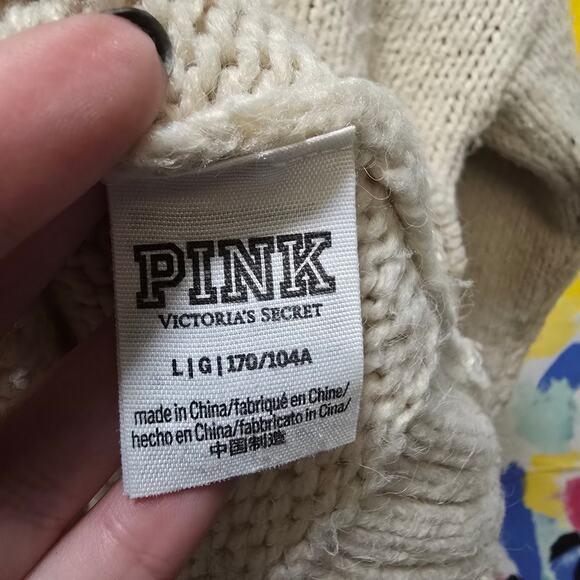 PINK
VICTORIA'S SECRET
L|G|170/104A
made in China/fabriqué en Chine/
hecho en China/fabbricato in Cina/
中国制造